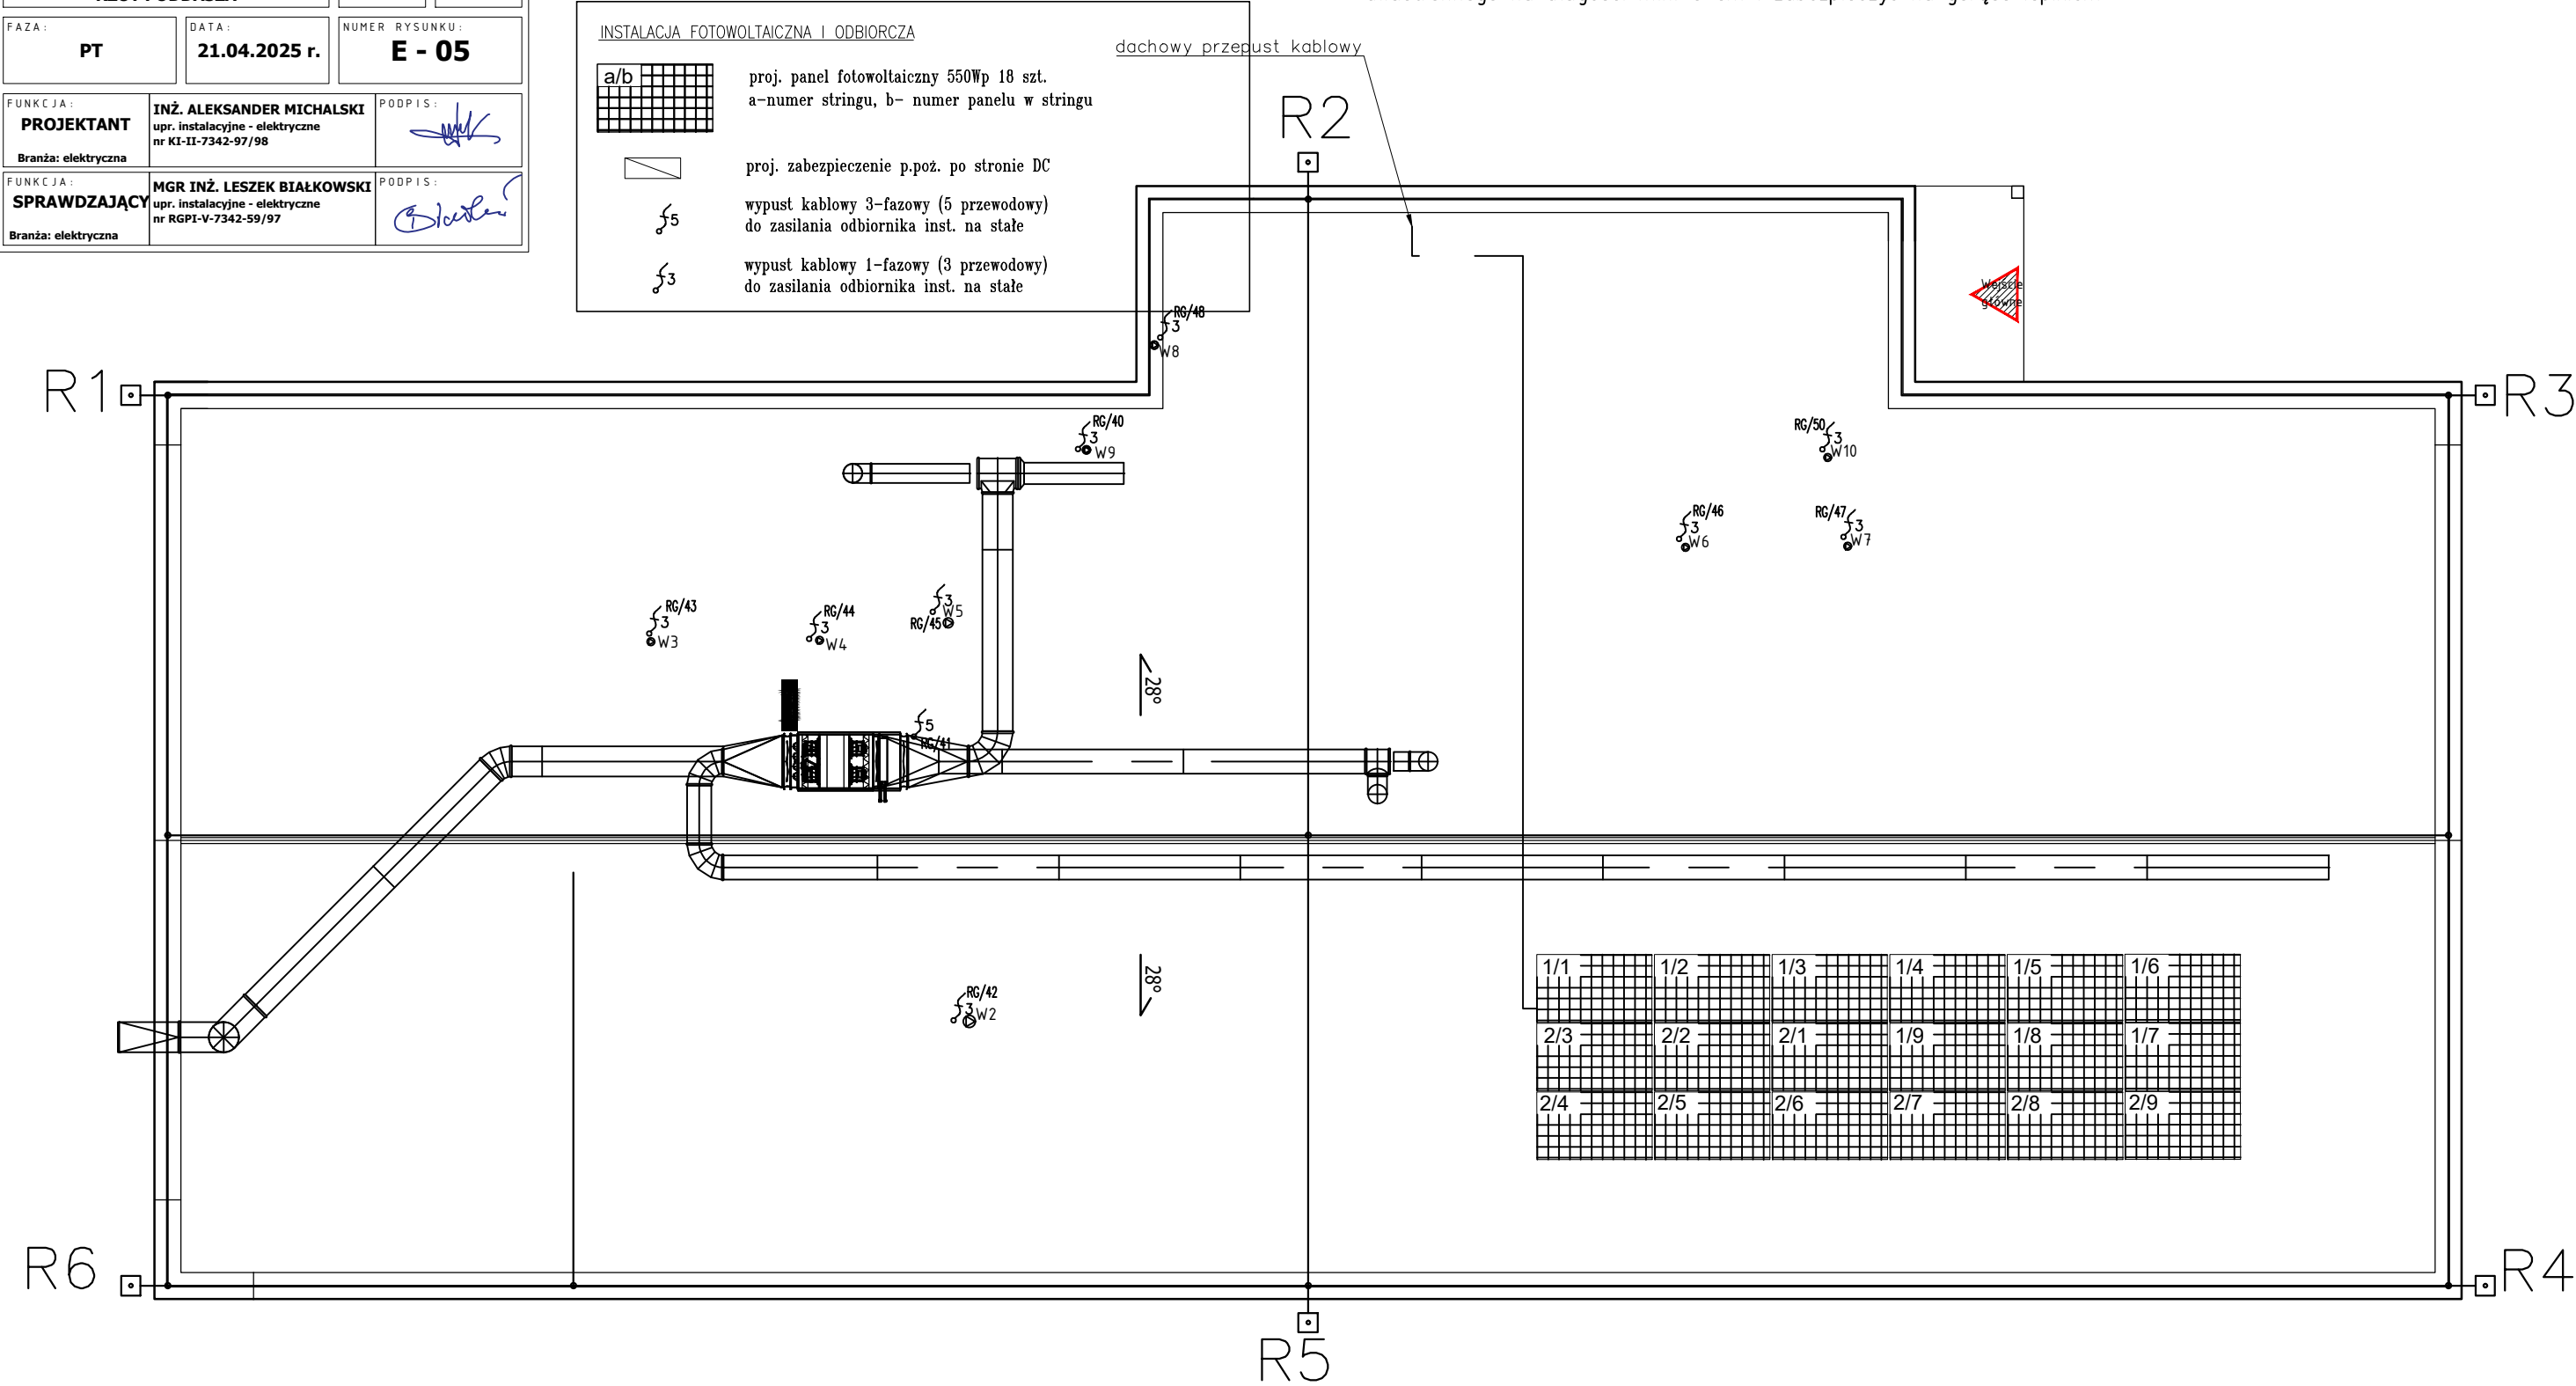 FAZA:
PT
DATA:
21.04.2025 r.
NUMER RYSUNKU:
E - 05
FUNKCJA:
PROJEKTANT
Branża: elektryczna
INŻ. ALEKSANDER MICHALSKI
upr. instalacyjne - elektryczne
nr KI-II-7342-97/98
PODPIS:
FUNKCJA:
SPRAWDZAJĄCY
Branża: elektryczna
MGR INŻ. LESZEK BIAŁKOWSKI
upr. instalacyjne - elektryczne
nr RGPI-V-7342-59/97
PODPIS:
INSTALACJA FOTOWOLTAICZNA I ODBIORCZA
a/b
proj. panel fotowoltaiczny 550Wp 18 szt.
a-numer stringu, b- numer panelu w stringu
proj. zabezpieczenie p.poż. po stronie DC
5
wypust kablowy 3-fazowy (5 przewodowy)
do zasilania odbiornika inst. na stałe
3
wypust kablowy 1-fazowy (3 przewodowy)
do zasilania odbiornika inst. na stałe
dachowy przepust kablowy
R2
Wejście
główne
RG/48
3
W8
R1
R3
RG/40
3
W9
RG/50
3
W10
RG/46
3
W6
RG/47
3
W7
RG/43
3
W3
RG/44
3
W4
3
W5
RG/45
28°
5
RG/41
28°
RG/42
3
W2
1/1 1/2 1/3 1/4 1/5 1/6
2/3 2/2 2/1 1/9 1/8 1/7
2/4 2/5 2/6 2/7 2/8 2/9
R6
R4
R5